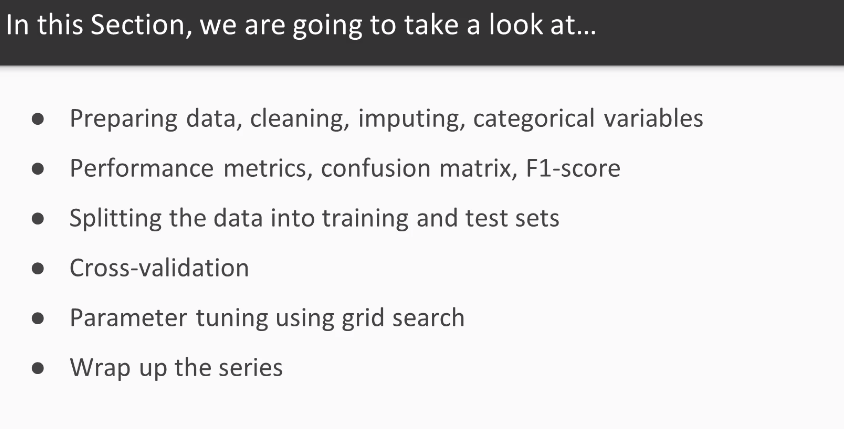 In this Section, we are going to take a look at...
● Preparing data, cleaning, imputing, categorical variables
● Performance metrics, confusion matrix, F1-score
● Splitting the data into training and test sets
● Cross-validation
● Parameter tuning using grid search
● Wrap up the series